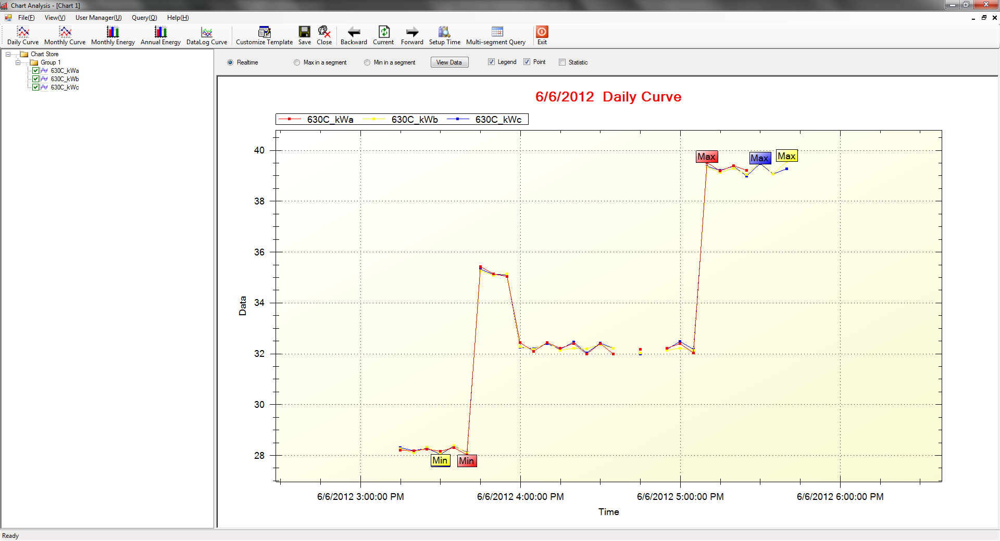 Chart Analysis - [Chart 1]
File(F) View(V) User Manager(U) Query(Q) Help(H)
Daily Curve Monthly Curve Monthly Energy Annual Energy DataLog Curve Customize Template Save Close Backward Current Forward Setup Time Multi-segment Query Exit
Chart Store
Group 1
630C_kWa
630C_kWb
630C_kWc
Realtime Max in a segment Min in a segment View Data Legend Point Statistic
6/6/2012 Daily Curve
630C_kWa 630C_kWb 630C_kWc
40
38
36
34
32
30
28
Data
Max Max Max
Min Min
6/6/2012 3:00:00 PM 6/6/2012 4:00:00 PM 6/6/2012 5:00:00 PM 6/6/2012 6:00:00 PM
Time
Ready